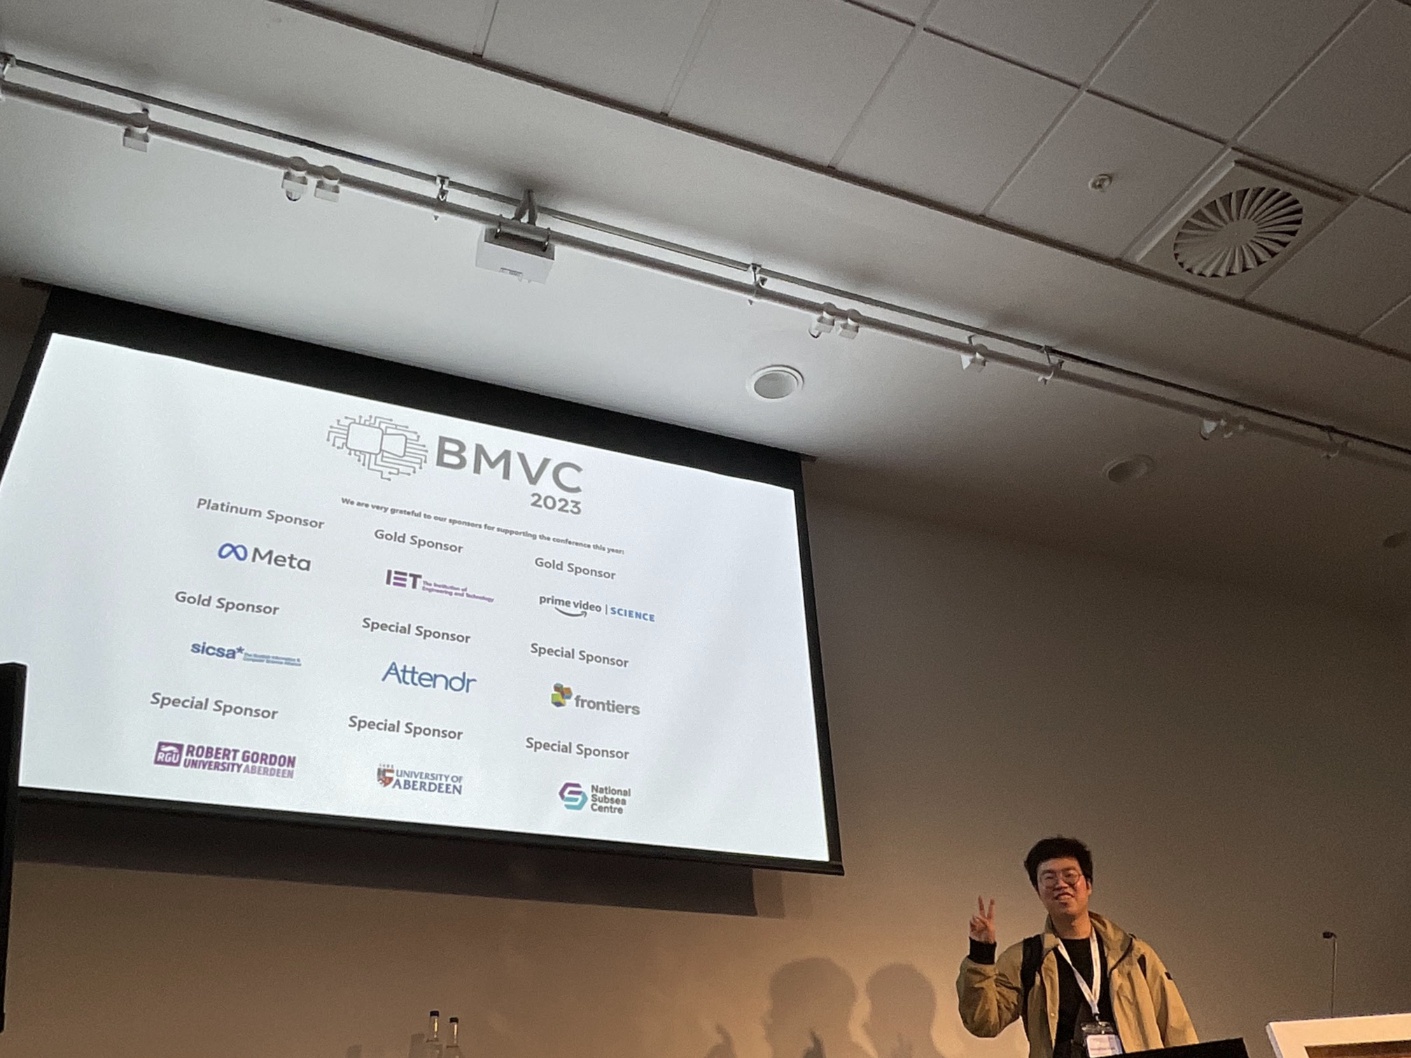 BMVC
2023
We are very grateful to our sponsors for supporting the conference this year:
Platinum Sponsor
Meta
Gold Sponsor
IET The Institution of
Engineering and Technology
Gold Sponsor
prime video | SCIENCE
Gold Sponsor
sicsa*
Special Sponsor
Attendr
Special Sponsor
frontiers
Special Sponsor
RGU ROBERT GORDON
UNIVERSITY ABERDEEN
Special Sponsor
UNIVERSITY OF
ABERDEEN
Special Sponsor
National
Subsea
Centre